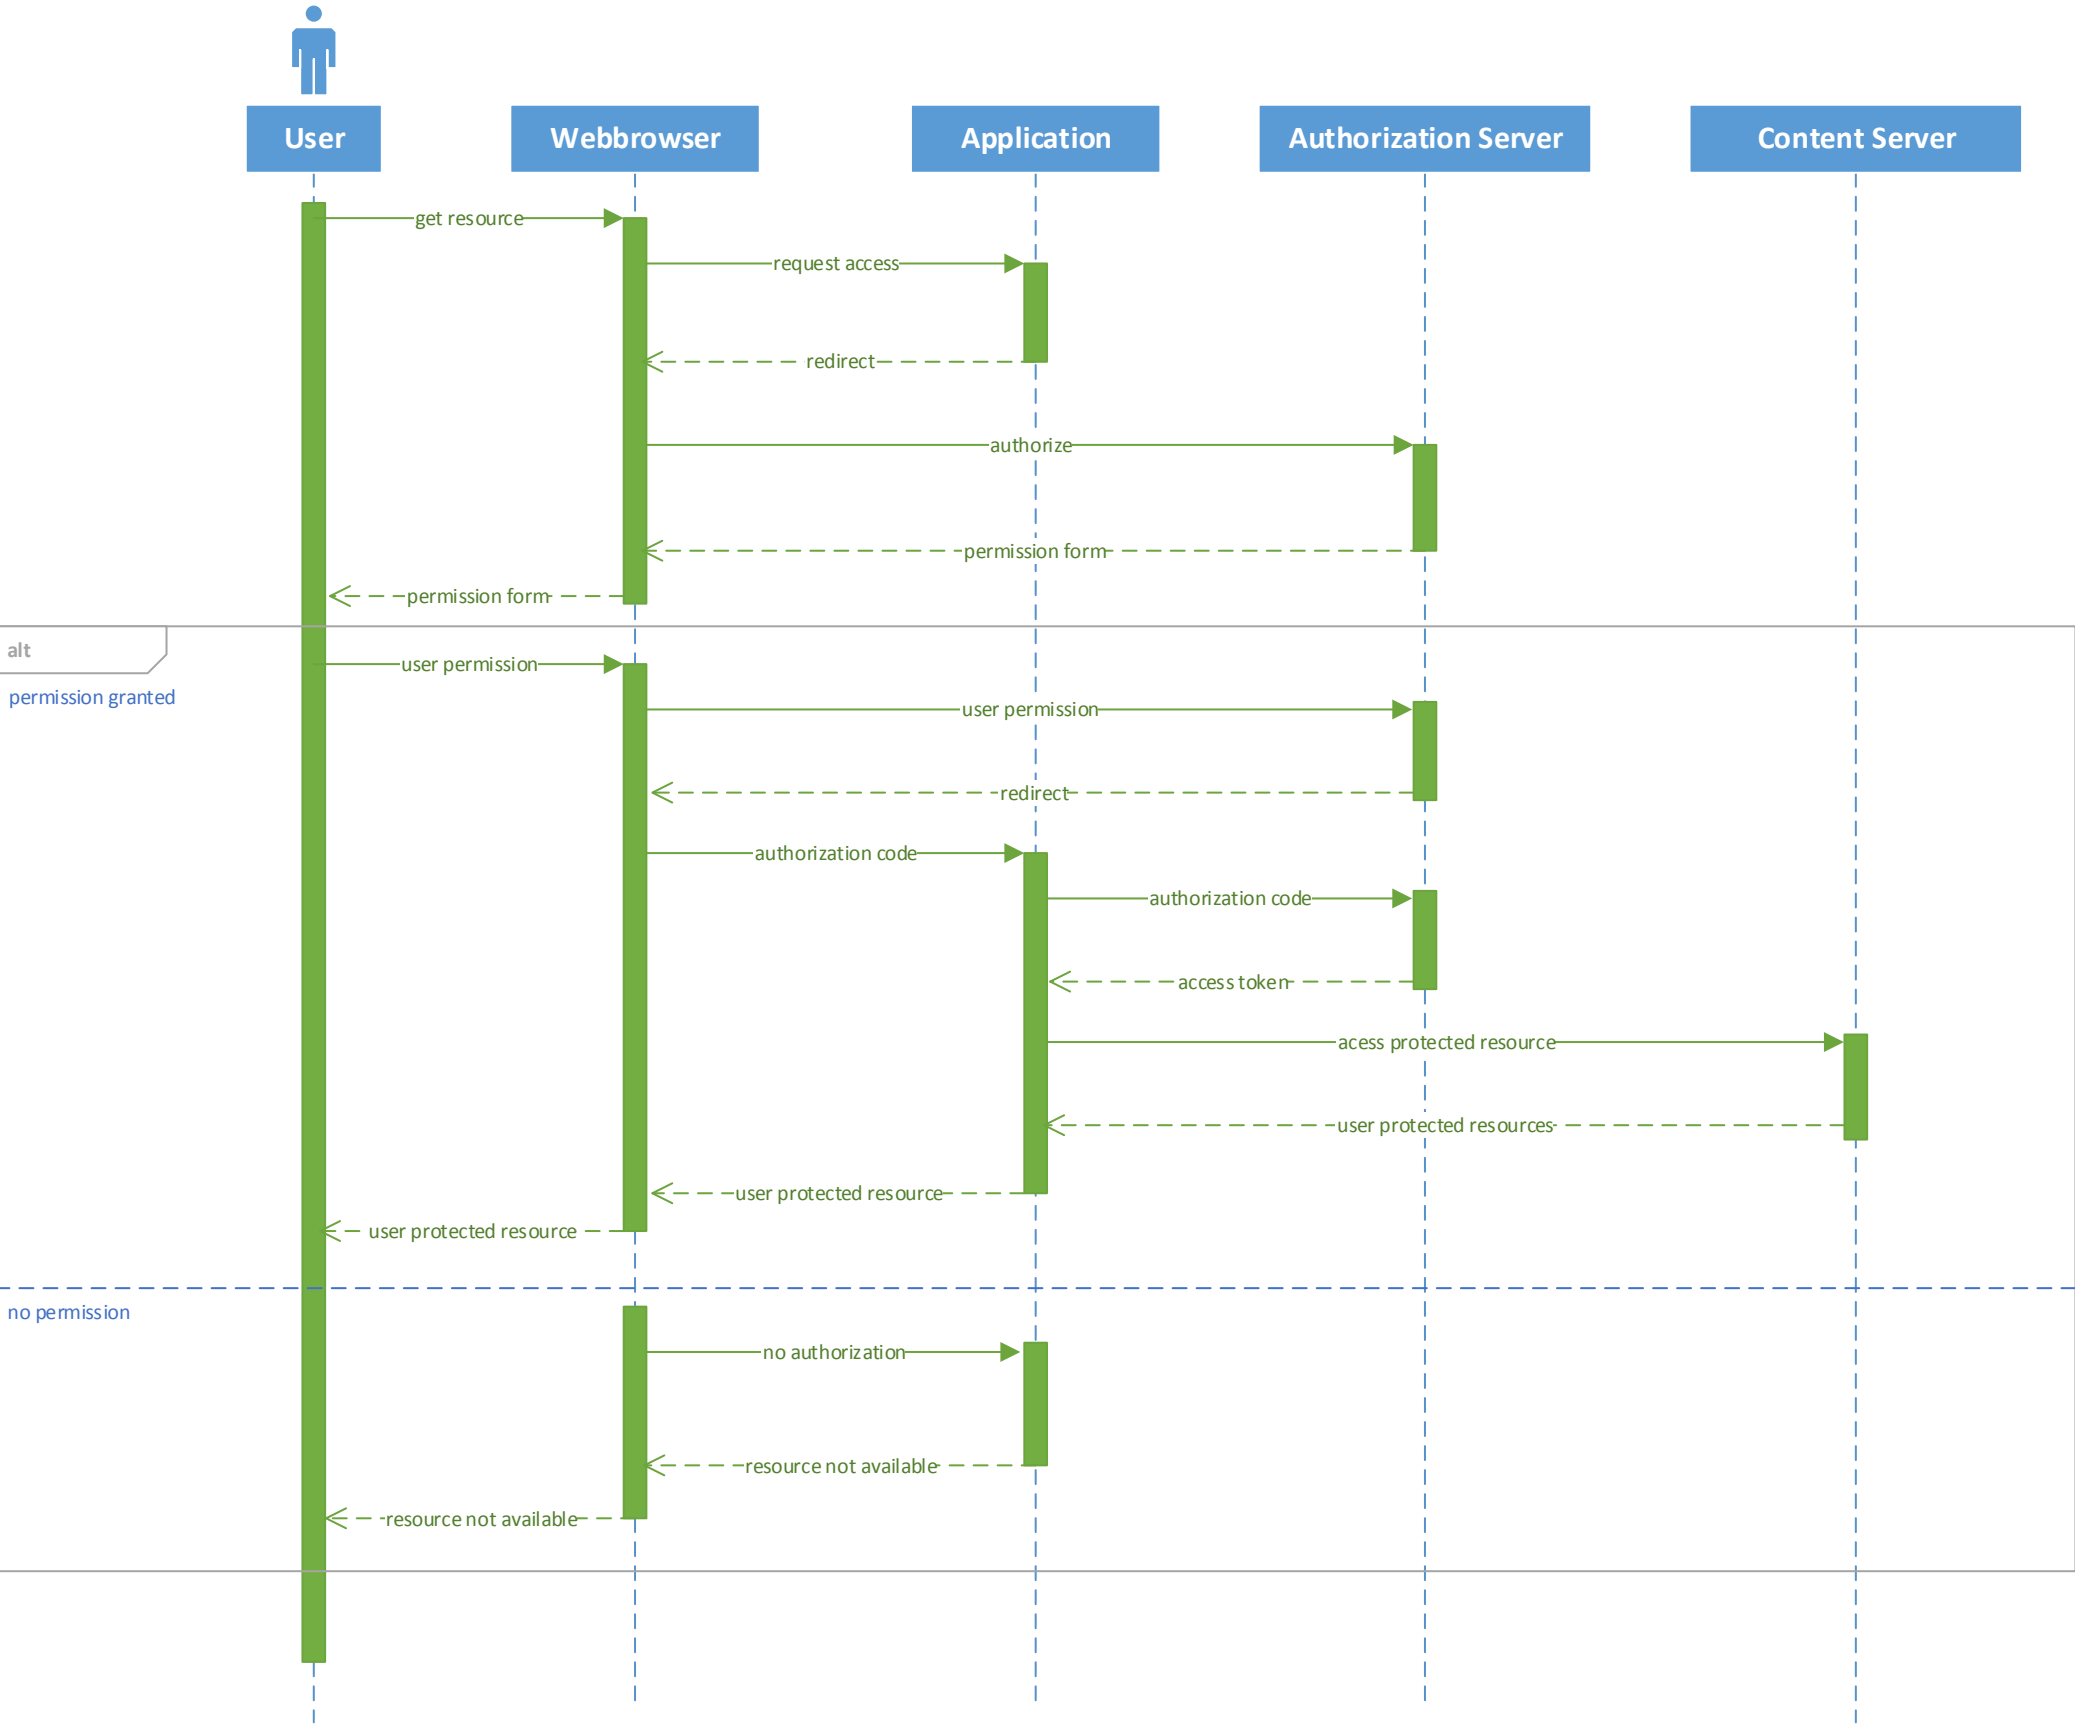 User
Webbrowser
Application
Authorization Server
Content Server
get resource
request access
redirect
authorize
permission form
permission form
alt
user permission
permission granted
user permission
redirect
authorization code
authorization code
access token
acess protected resource
user protected resources
user protected resource
user protected resource
no permission
no authorization
resource not available
resource not available